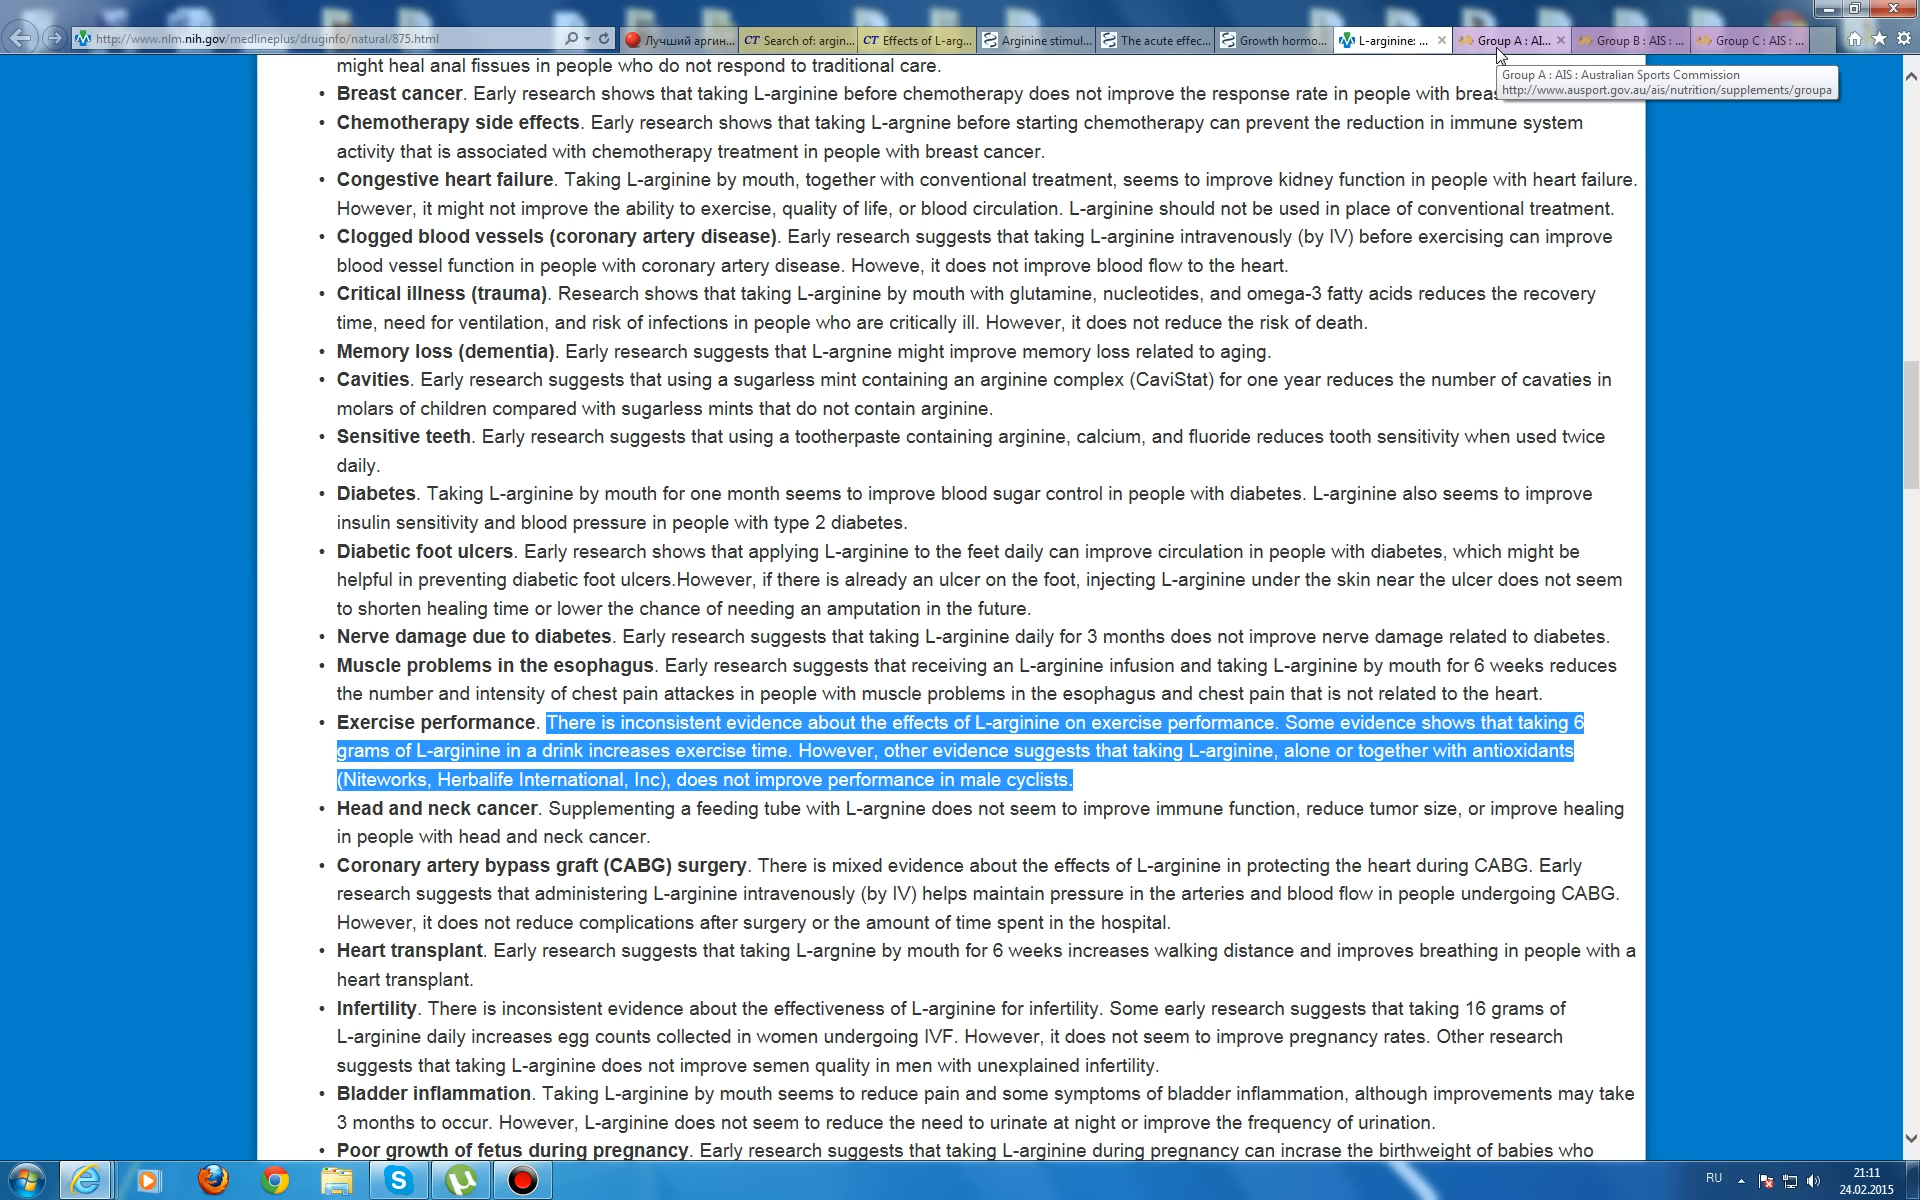 http://www.nlm.nih.gov/medlineplus/druginfo/natural/875.html
Лучший аргин...
CT Search of: argin...
CT Effects of L-arg...
Arginine stimul...
The acute effec...
Growth hormo...
L-arginine: ...
Group A : AI...
Group B : AIS : ...
Group C : AIS : ...
Group A : AIS : Australian Sports Commission
http://www.ausport.gov.au/ais/nutrition/supplements/groupa
might heal anal fissures in people who do not respond to traditional care.
• Breast cancer. Early research shows that taking L-arginine before chemotherapy does not improve the response rate in people with breas
• Chemotherapy side effects. Early research shows that taking L-argnine before starting chemotherapy can prevent the reduction in immune system
activity that is associated with chemotherapy treatment in people with breast cancer.
• Congestive heart failure. Taking L-arginine by mouth, together with conventional treatment, seems to improve kidney function in people with heart failure.
However, it might not improve the ability to exercise, quality of life, or blood circulation. L-arginine should not be used in place of conventional treatment.
• Clogged blood vessels (coronary artery disease). Early research suggests that taking L-arginine intravenously (by IV) before exercising can improve
blood vessel function in people with coronary artery disease. Howeve, it does not improve blood flow to the heart.
• Critical illness (trauma). Research shows that taking L-arginine by mouth with glutamine, nucleotides, and omega-3 fatty acids reduces the recovery
time, need for ventilation, and risk of infections in people who are critically ill. However, it does not reduce the risk of death.
• Memory loss (dementia). Early research suggests that L-argnine might improve memory loss related to aging.
• Cavities. Early research suggests that using a sugarless mint containing an arginine complex (CaviStat) for one year reduces the number of cavaties in
molars of children compared with sugarless mints that do not contain arginine.
• Sensitive teeth. Early research suggests that using a tootherpaste containing arginine, calcium, and fluoride reduces tooth sensitivity when used twice
daily.
• Diabetes. Taking L-arginine by mouth for one month seems to improve blood sugar control in people with diabetes. L-arginine also seems to improve
insulin sensitivity and blood pressure in people with type 2 diabetes.
• Diabetic foot ulcers. Early research shows that applying L-arginine to the feet daily can improve circulation in people with diabetes, which might be
helpful in preventing diabetic foot ulcers.However, if there is already an ulcer on the foot, injecting L-arginine under the skin near the ulcer does not seem
to shorten healing time or lower the chance of needing an amputation in the future.
• Nerve damage due to diabetes. Early research suggests that taking L-arginine daily for 3 months does not improve nerve damage related to diabetes.
• Muscle problems in the esophagus. Early research suggests that receiving an L-arginine infusion and taking L-arginine by mouth for 6 weeks reduces
the number and intensity of chest pain attackes in people with muscle problems in the esophagus and chest pain that is not related to the heart.
• Exercise performance. There is inconsistent evidence about the effects of L-arginine on exercise performance. Some evidence shows that taking 6
grams of L-arginine in a drink increases exercise time. However, other evidence suggests that taking L-arginine, alone or together with antioxidants
(Niteworks, Herbalife International, Inc), does not improve performance in male cyclists.
• Head and neck cancer. Supplementing a feeding tube with L-argnine does not seem to improve immune function, reduce tumor size, or improve healing
in people with head and neck cancer.
• Coronary artery bypass graft (CABG) surgery. There is mixed evidence about the effects of L-arginine in protecting the heart during CABG. Early
research suggests that administering L-arginine intravenously (by IV) helps maintain pressure in the arteries and blood flow in people undergoing CABG.
However, it does not reduce complications after surgery or the amount of time spent in the hospital.
• Heart transplant. Early research suggests that taking L-argnine by mouth for 6 weeks increases walking distance and improves breathing in people with a
heart transplant.
• Infertility. There is inconsistent evidence about the effectiveness of L-arginine for infertility. Some early research suggests that taking 16 grams of
L-arginine daily increases egg counts collected in women undergoing IVF. However, it does not seem to improve pregnancy rates. Other research
suggests that taking L-arginine does not improve semen quality in men with unexplained infertility.
• Bladder inflammation. Taking L-arginine by mouth seems to reduce pain and some symptoms of bladder inflammation, although improvements may take
3 months to occur. However, L-arginine does not seem to reduce the need to urinate at night or improve the frequency of urination.
• Poor growth of fetus during pregnancy. Early research suggests that taking L-arginine during pregnancy can incrase the birthweight of babies who
RU
21:11
24.02.2015